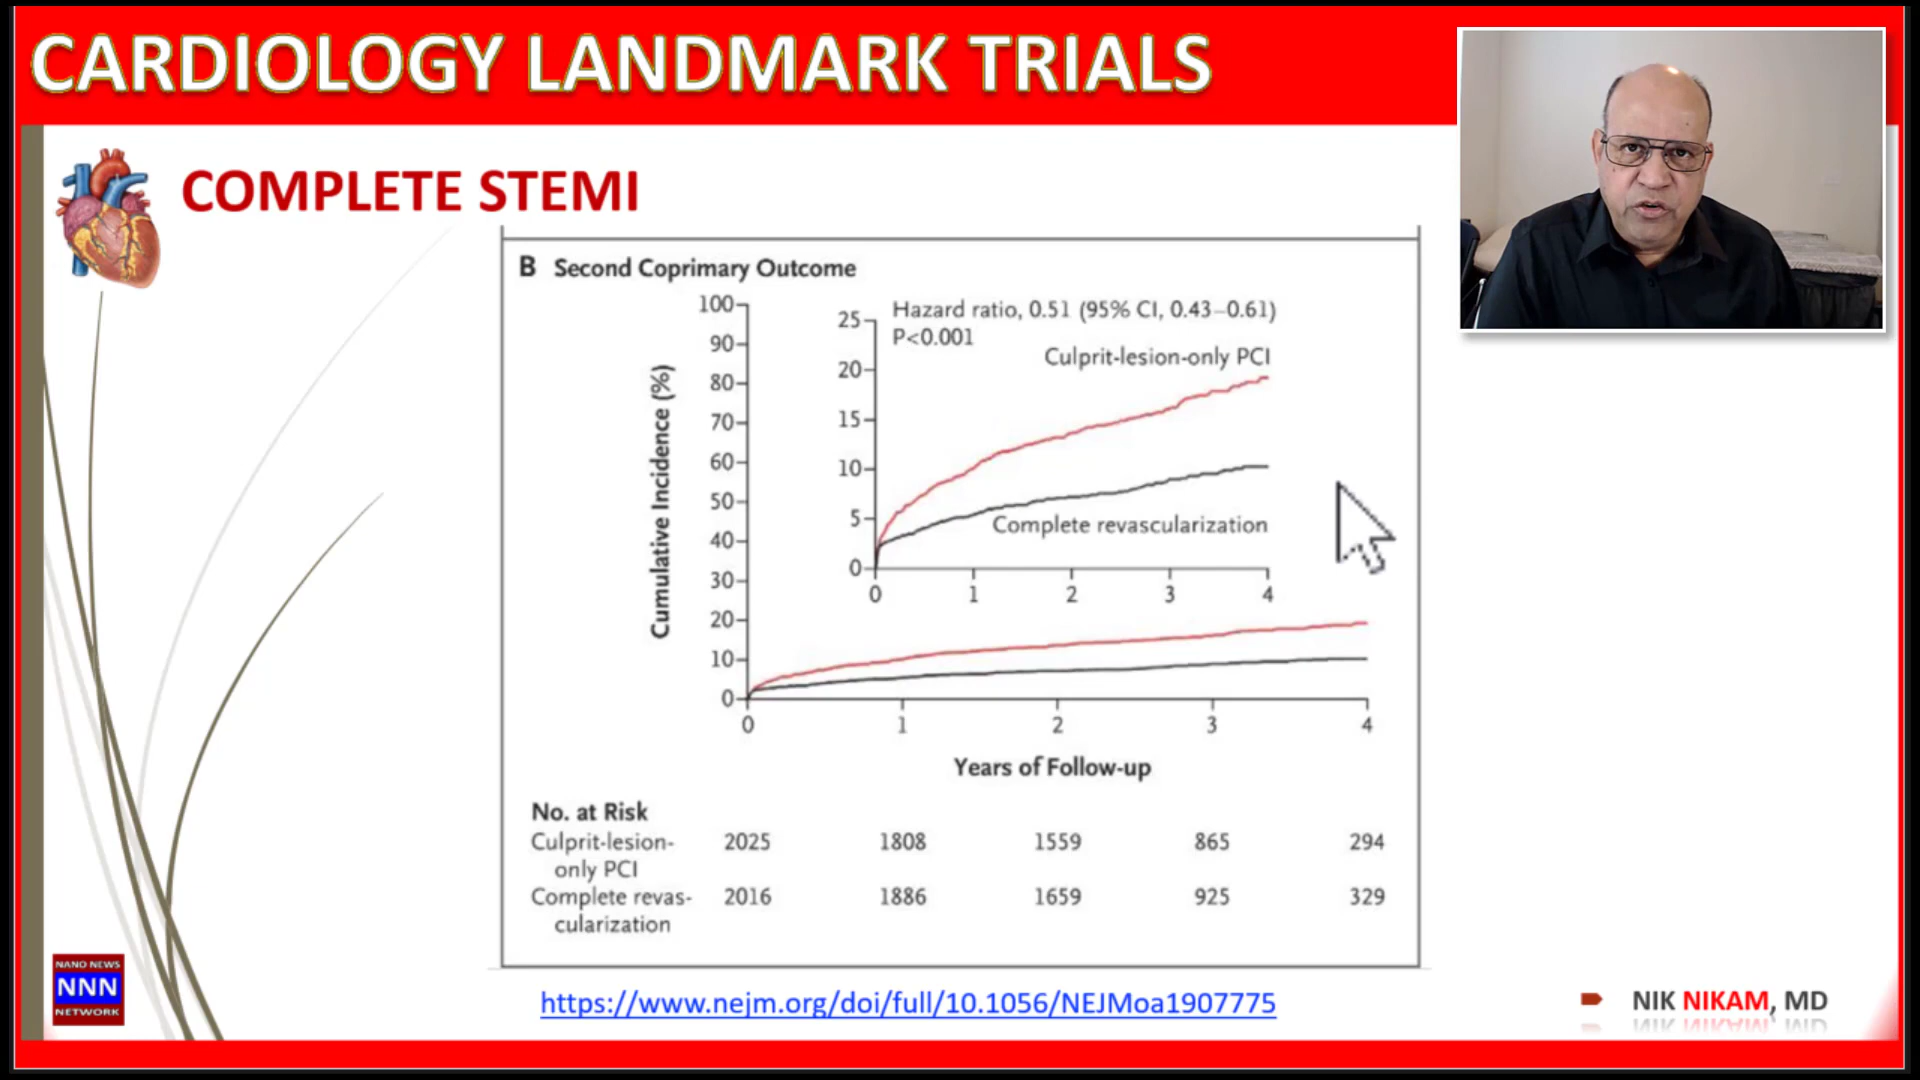 CARDIOLOGY LANDMARK TRIALS
COMPLETE STEMI
B Second Coprimary Outcome
Cumulative Incidence (%)
100
90
80
70
60
50
40
30
20
10
0
25
20
15
10
5
0
Hazard ratio, 0.51 (95% CI, 0.43–0.61)
P<0.001
Culprit-lesion-only PCI
Complete revascularization
0 1 2 3 4
0 1 2 3 4
Years of Follow-up
No. at Risk
Culprit-lesion- 2025 1808 1559 865 294
only PCI
Complete revas- 2016 1886 1659 925 329
cularization
NANO NEWS
NNN
NETWORK
https://www.nejm.org/doi/full/10.1056/NEJMoa1907775
NIK NIKAM, MD